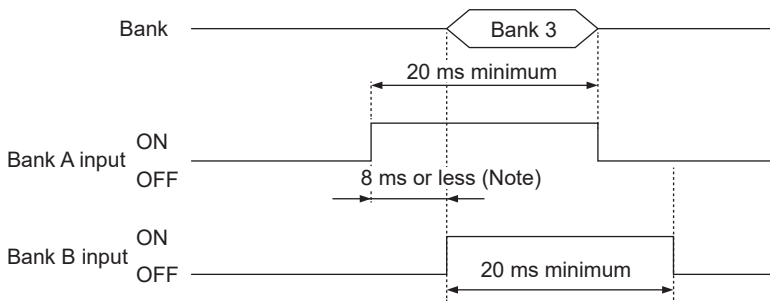 Bank
Bank 3
20 ms minimum
ON
Bank A input
OFF
8 ms or less (Note)
ON
Bank B input
OFF
20 ms minimum